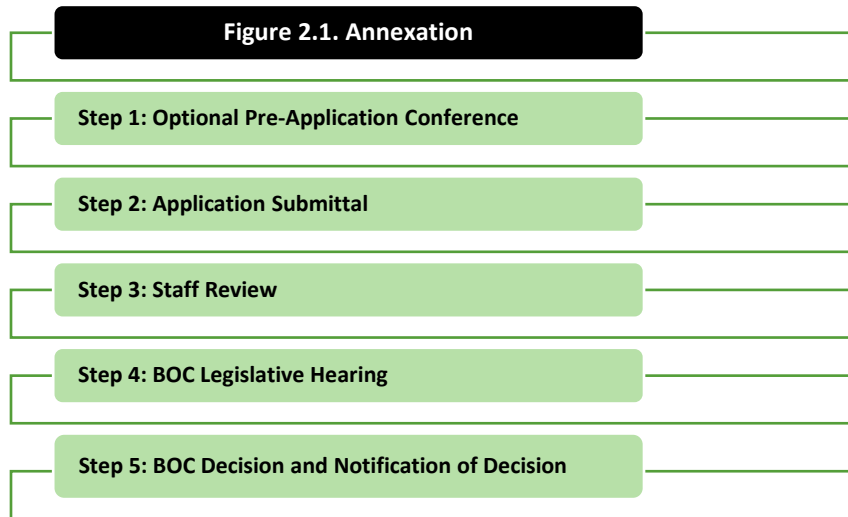 Figure 2.1. Annexation
Step 1: Optional Pre-Application Conference
Step 2: Application Submittal
Step 3: Staff Review
Step 4: BOC Legislative Hearing
Step 5: BOC Decision and Notification of Decision